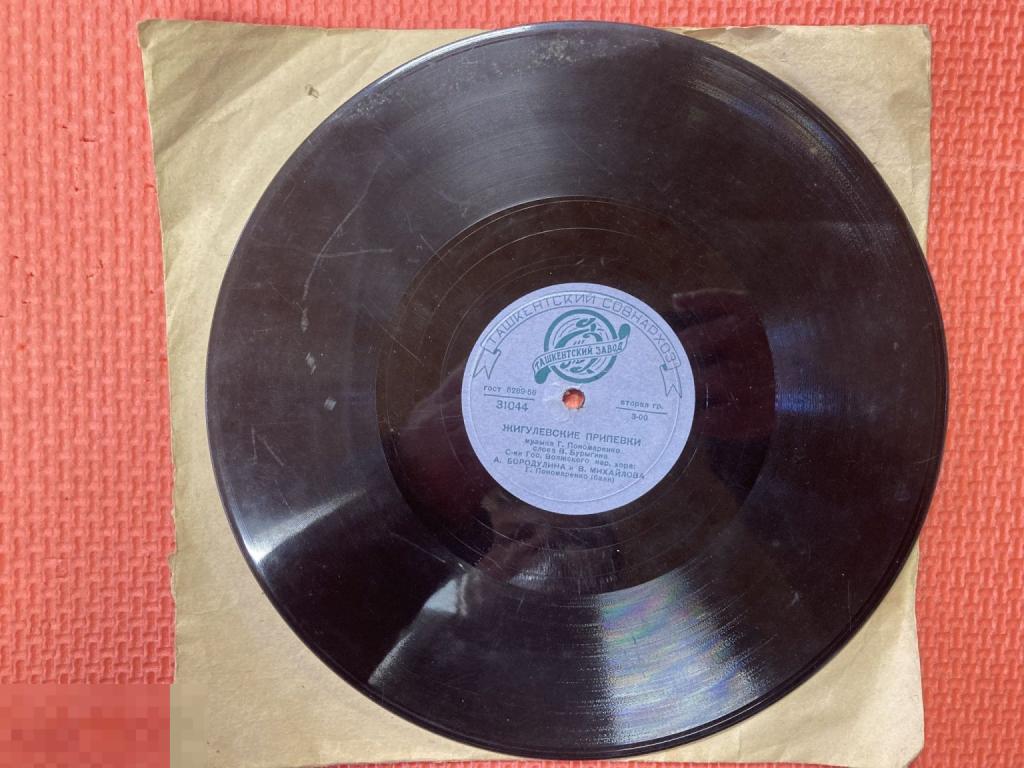 ТАШКЕНТСКИЙ СОВНАРХОЗ
ТАШКЕНТСКИЙ ЗАВОД
ГОСТ 5289-56
31044
вторая гр.
3-00
ЖИГУЛЕВСКИЕ ПРИПЕВКИ
музыка Г. Пономаренко
слова В. Бурыгина
С-ки Гос. Волжского нар. хора:
А. БОРОДУЛИНА и В. МИХАЙЛОВА
Г. Пономаренко (баян)